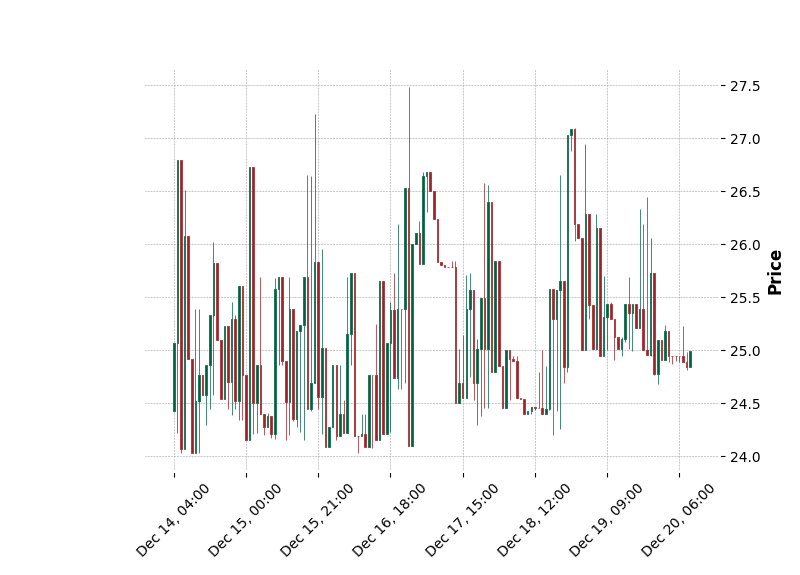 27.5
27.0
26.5
26.0
25.5
25.0
24.5
24.0
Price
Dec 14, 04:00
Dec 15, 00:00
Dec 15, 21:00
Dec 16, 18:00
Dec 17, 15:00
Dec 18, 12:00
Dec 19, 09:00
Dec 20, 06:00